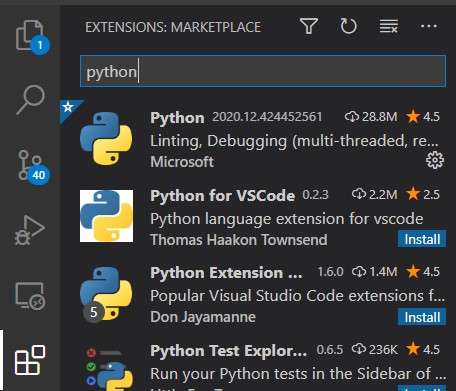 EXTENSIONS: MARKETPLACE
1
python
Python 2020.12.424452561 28.8M 4.5
Linting, Debugging (multi-threaded, re...
Microsoft
40
Python for VSCode 0.2.3 2.2M 2.5
Python language extension for vscode
Thomas Haakon Townsend Install
Python Extension ... 1.6.0 1.4M 4.5
Popular Visual Studio Code extensions f...
5
Don Jayamanne Install
Python Test Explor... 0.6.5 236K 4.5
Run your Python tests in the Sidebar of ...